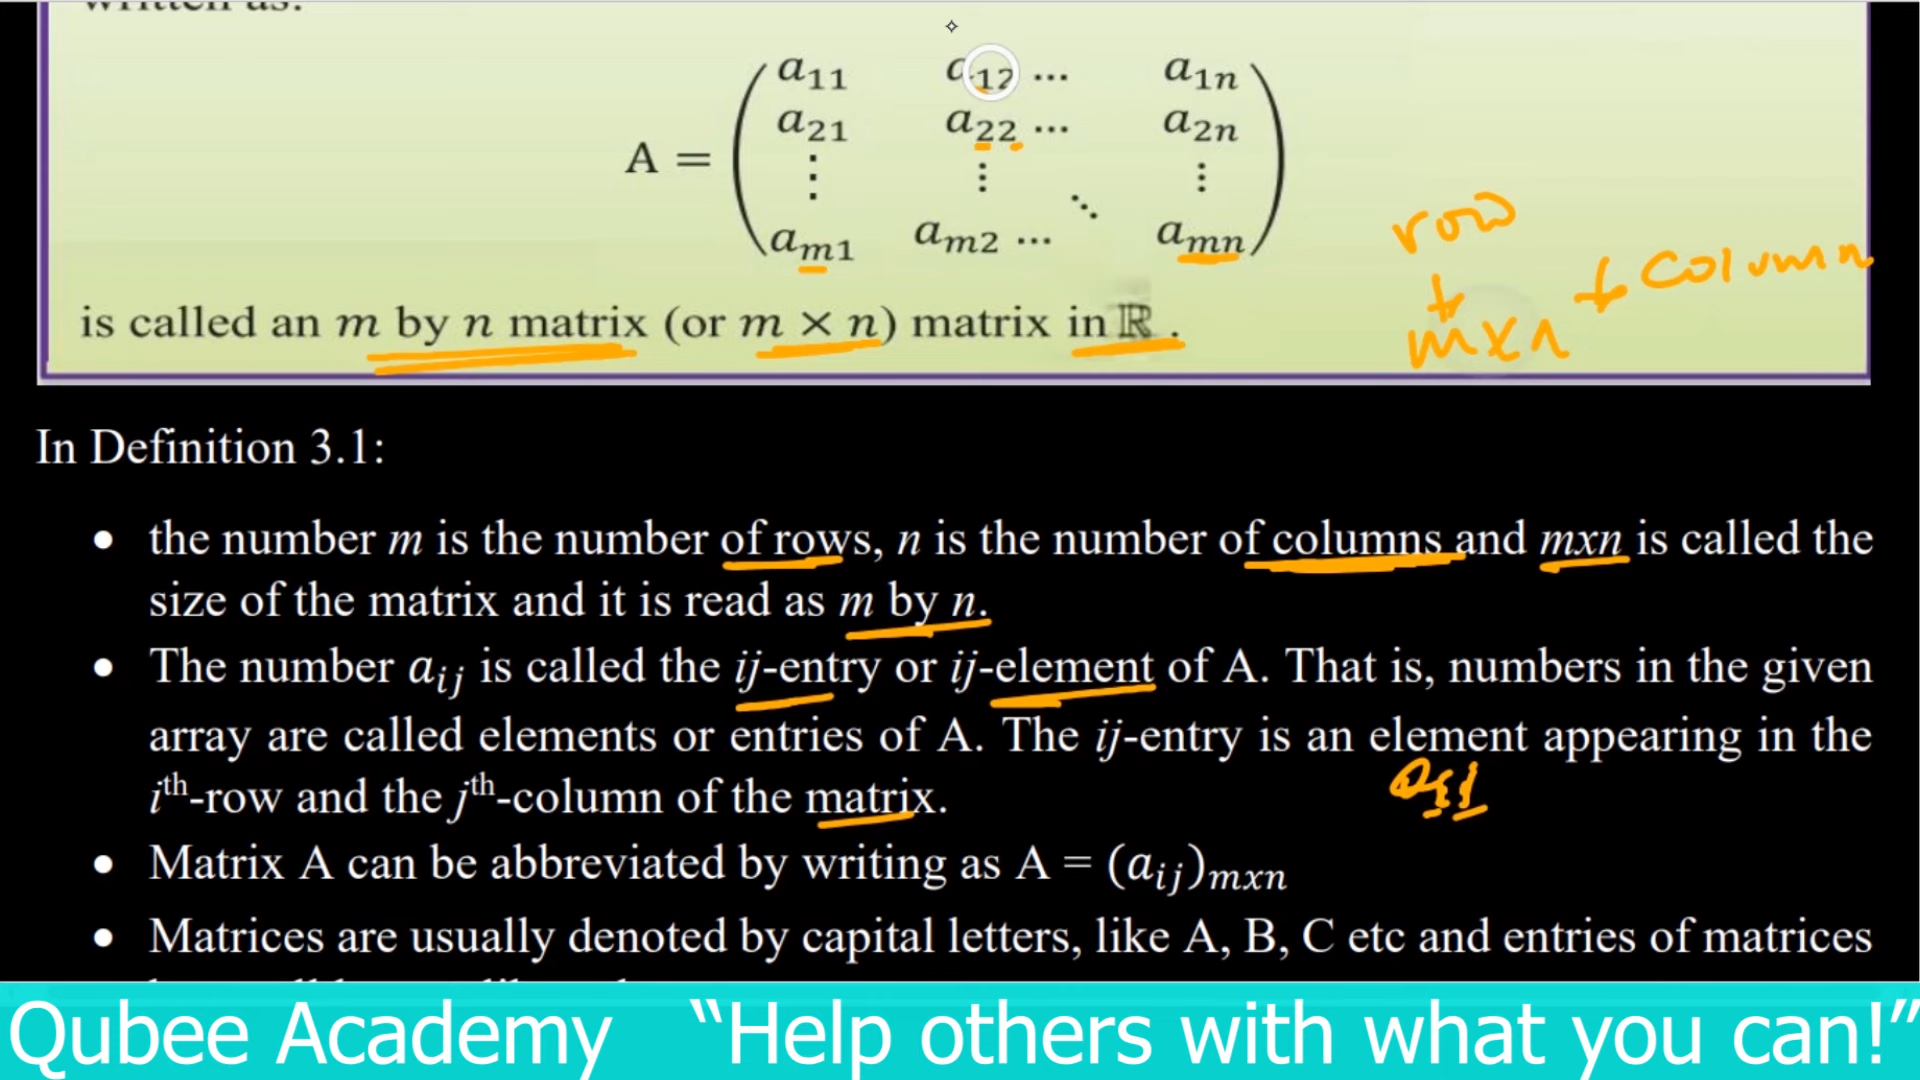 written as:
a₁₁ a₁₂ ... a₁ₙ
a₂₁ a₂₂ ... a₂ₙ
A =
⋮ ⋮ ⋱ ⋮
aₘ₁ aₘ₂ ... aₘₙ
row
column
is called an m by n matrix (or m × n) matrix in ℝ.
mxn
In Definition 3.1:
• the number m is the number of rows, n is the number of columns and mxn is called the
size of the matrix and it is read as m by n.
• The number aᵢⱼ is called the ij-entry or ij-element of A. That is, numbers in the given
array are called elements or entries of A. The ij-entry is an element appearing in the
iᵗʰ-row and the jᵗʰ-column of the matrix.
• Matrix A can be abbreviated by writing as A = (aᵢⱼ)ₘₓₙ
• Matrices are usually denoted by capital letters, like A, B, C etc and entries of matrices
Qubee Academy “Help others with what you can!”